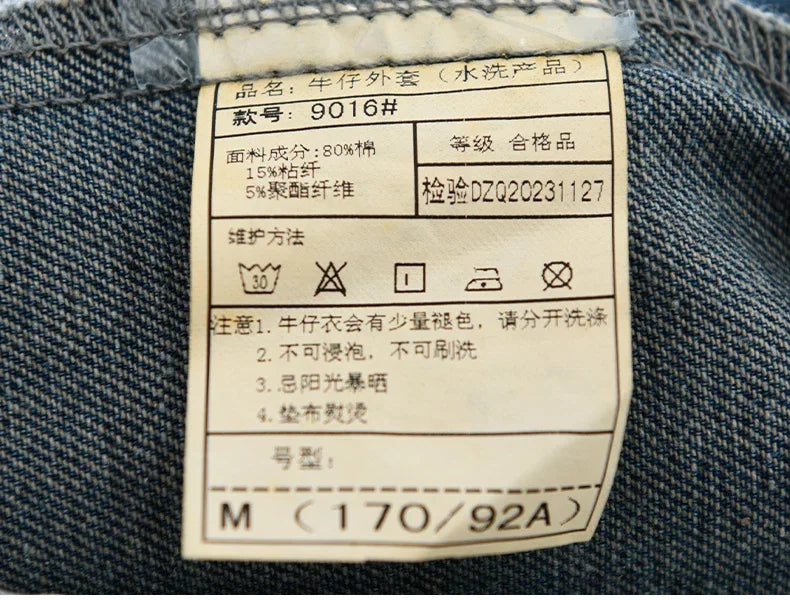 品名：牛仔外套（水洗产品）
款号：9016#
面料成分:80%棉
15%粘纤
5%聚酯纤维
等级 合格品
检验DZQ20231127
维护方法
30
注意1.牛仔衣会有少量褪色，请分开洗涤
2.不可浸泡，不可刷洗
3.忌阳光暴晒
4.垫布熨烫
号型：
M（170/92A）